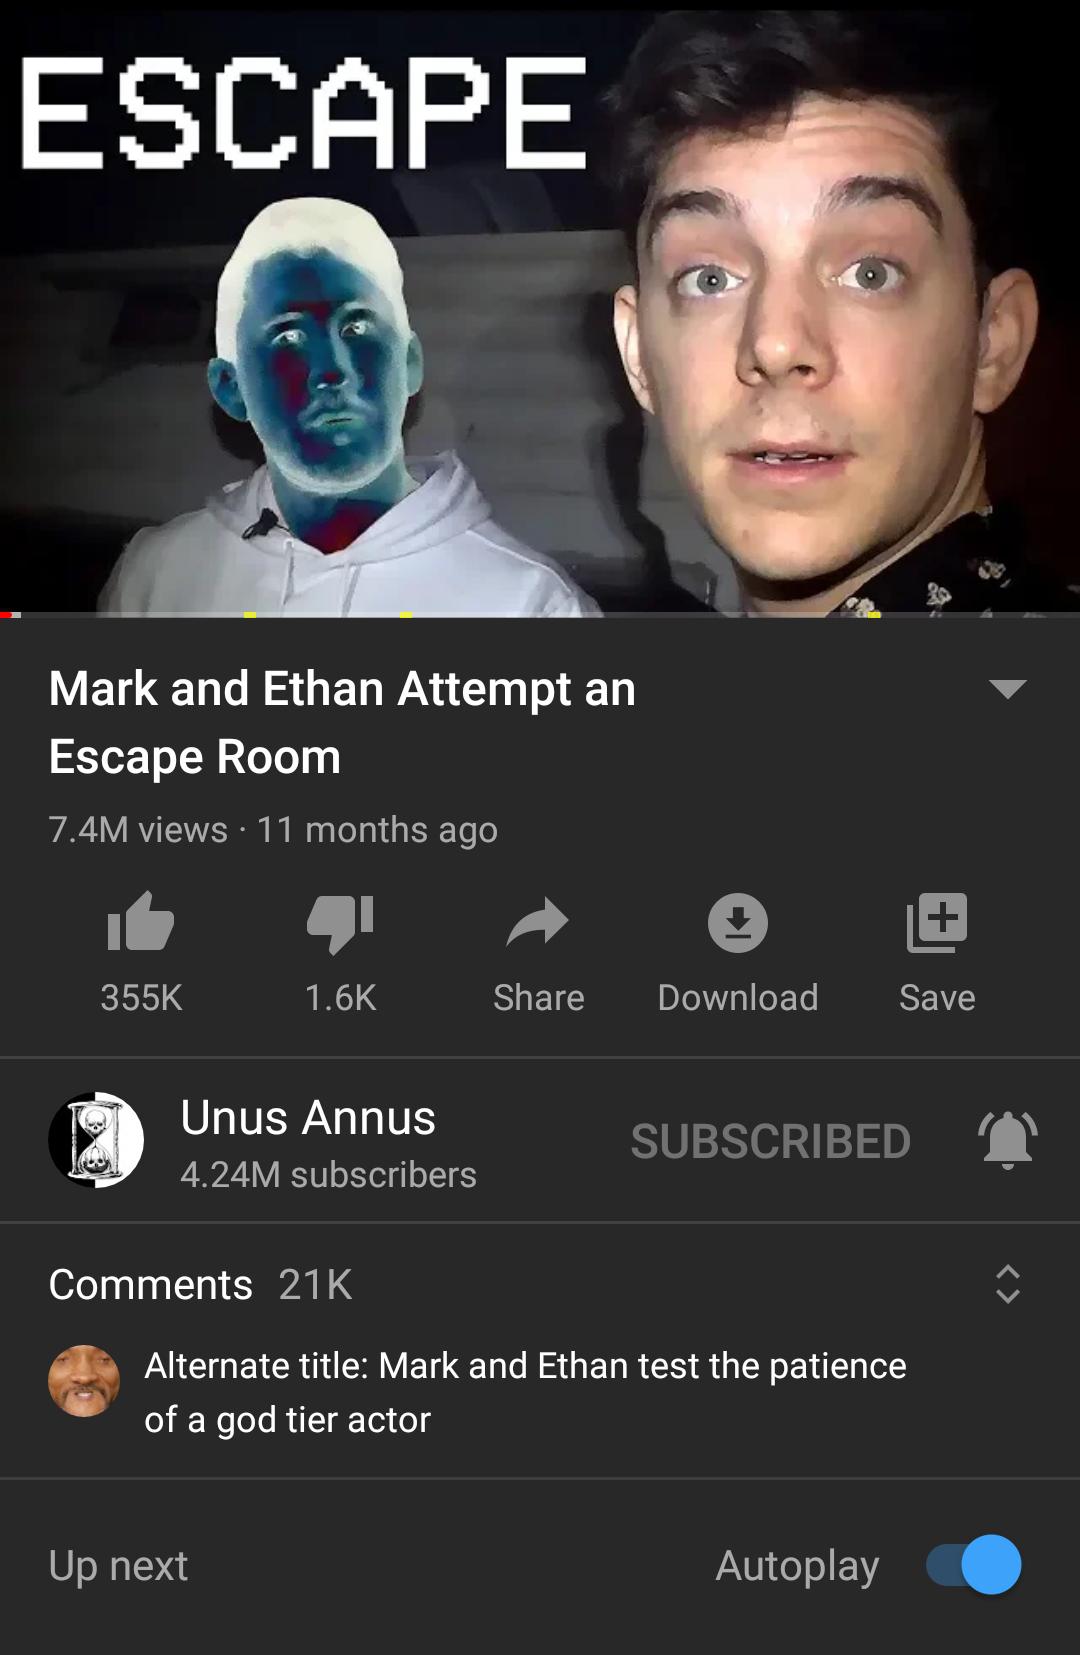 ESCAPE
Mark and Ethan Attempt an
Escape Room
7.4M views · 11 months ago
355K
1.6K
Share
Download
Save
Unus Annus
4.24M subscribers
SUBSCRIBED
Comments 21K
Alternate title: Mark and Ethan test the patience
of a god tier actor
Up next
Autoplay